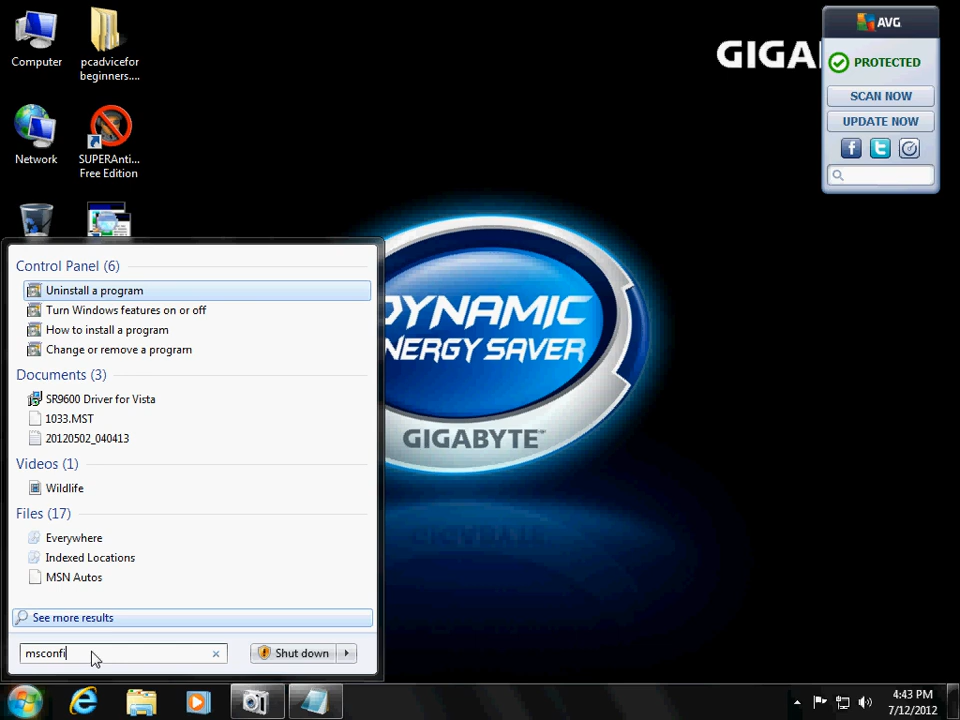 Computer
pcadvicefor
beginners....
Network
SUPERAnti...
Free Edition
GIGA
AVG
PROTECTED
SCAN NOW
UPDATE NOW
Control Panel (6)
Uninstall a program
Turn Windows features on or off
How to install a program
Change or remove a program
Documents (3)
SR9600 Driver for Vista
1033.MST
20120502_040413
Videos (1)
Wildlife
Files (17)
Everywhere
Indexed Locations
MSN Autos
See more results
msconfi
Shut down
DYNAMIC
NERGY SAVER
GIGABYTE™
4:43 PM
7/12/2012